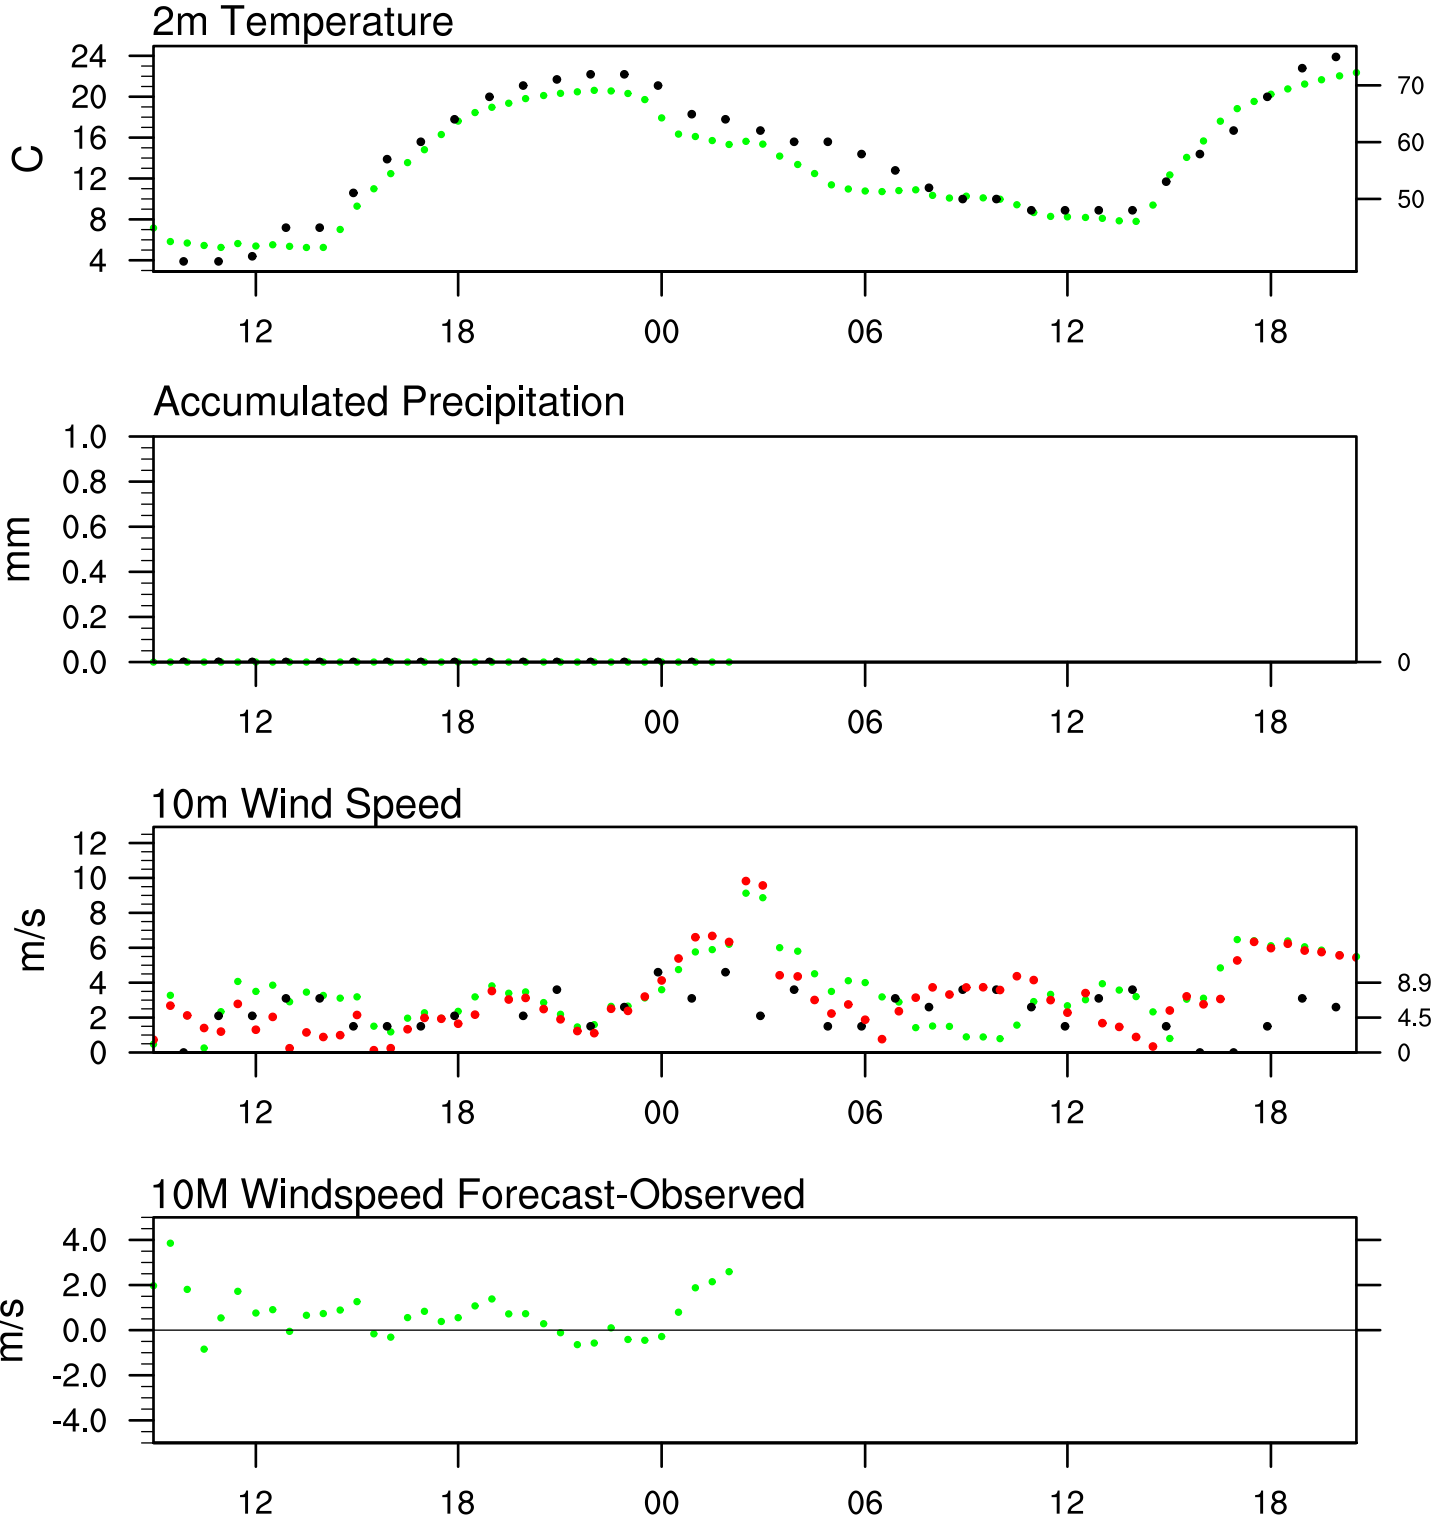 2m Temperature
24
20
16
12
8
4
C
70
60
50
12 18 00 06 12 18
Accumulated Precipitation
1.0
0.8
0.6
0.4
0.2
0.0
mm
0
12 18 00 06 12 18
10m Wind Speed
12
10
8
6
4
2
0
m/s
8.9
4.5
0
12 18 00 06 12 18
10M Windspeed Forecast-Observed
4.0
2.0
0.0
-2.0
-4.0
m/s
12 18 00 06 12 18